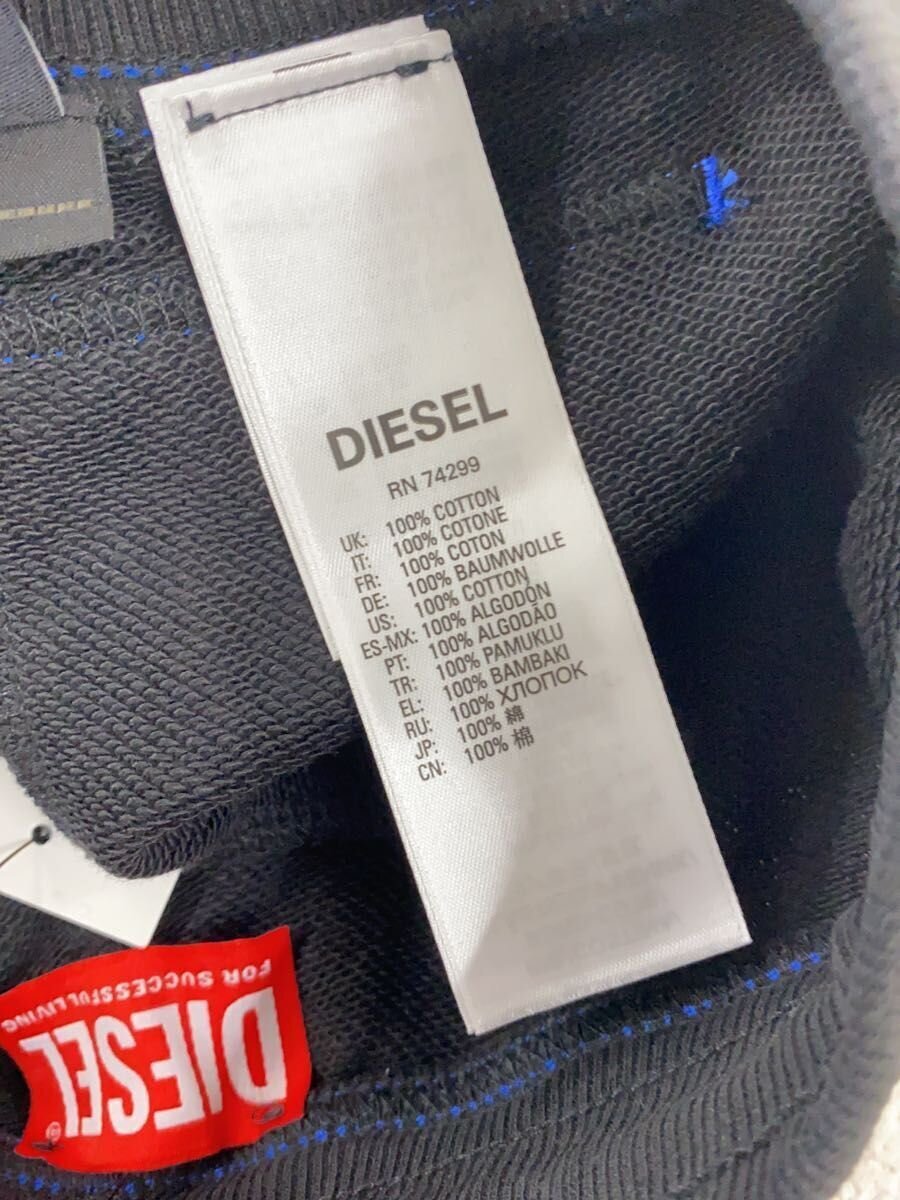 DIESEL
RN 74299
UK: 100% COTTON
IT: 100% COTONE
FR: 100% COTON
DE: 100% BAUMWOLLE
US: 100% COTTON
ES-MX: 100% ALGODÓN
PT: 100% ALGODÃO
TR: 100% PAMUKLU
EL: 100% BAMBAKI
RU: 100% ХЛОПОК
JP: 100% 綿
CN: 100% 棉
FOR SUCCESSFUL LIVING
DIESEL®